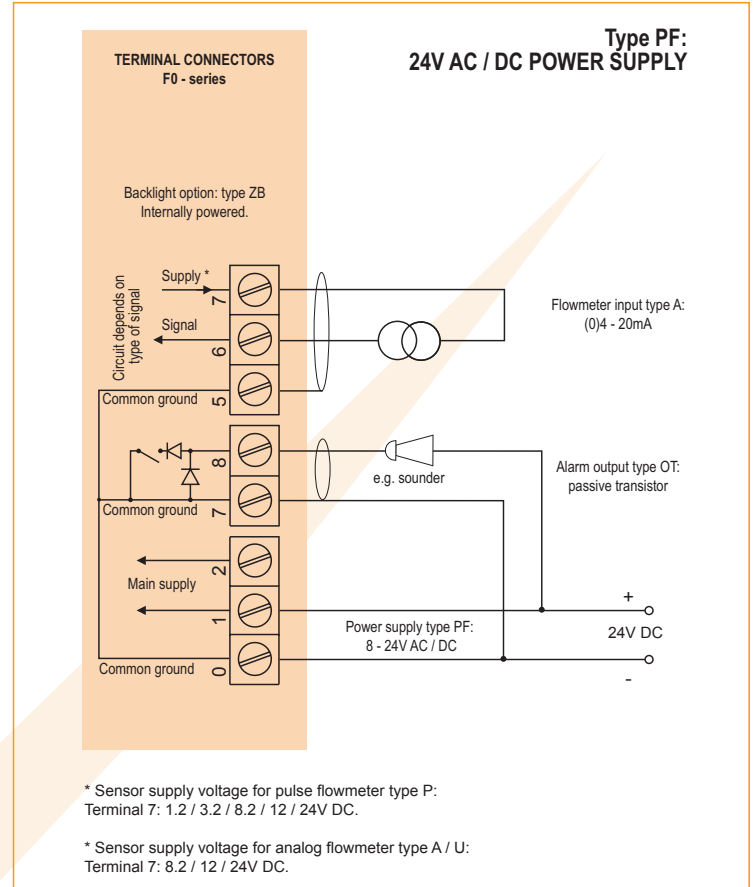 Type PF:
24V AC / DC POWER SUPPLY
TERMINAL CONNECTORS
F0 - series
Backlight option: type ZB
Internally powered.
Circuit depends on
type of signal
Supply *
7
Signal
6
Common ground
5
Flowmeter input type A:
(0)4 - 20mA
8
e.g. sounder
Alarm output type OT:
passive transistor
Common ground
7
2
Main supply
1
Power supply type PF:
8 - 24V AC / DC
+
24V DC
-
Common ground
0
* Sensor supply voltage for pulse flowmeter type P:
Terminal 7: 1.2 / 3.2 / 8.2 / 12 / 24V DC.
* Sensor supply voltage for analog flowmeter type A / U:
Terminal 7: 8.2 / 12 / 24V DC.